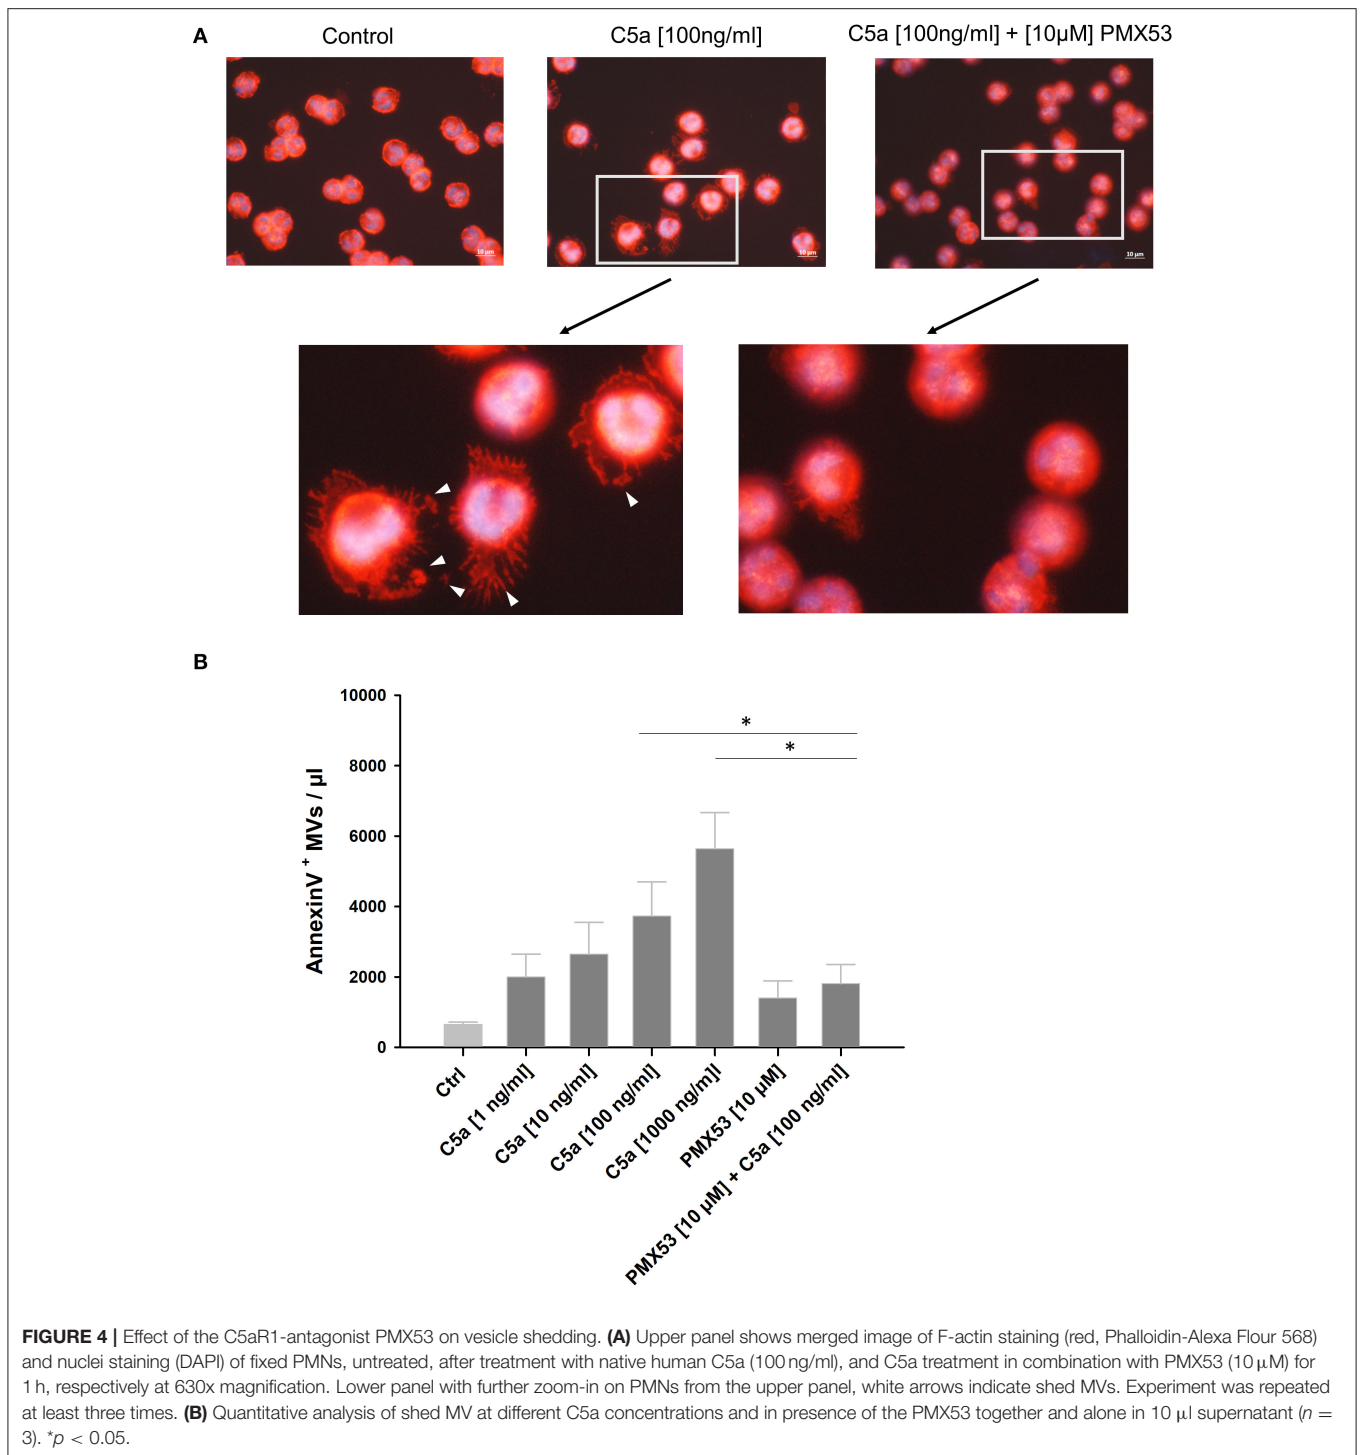 A
Control
C5a [100ng/ml]
C5a [100ng/ml] + [10µM] PMX53
10 µm
10 µm
10 µm
B
10000
8000
6000
4000
2000
0
AnnexinV + MVs / µl
*
*
Ctrl
C5a [1 ng/ml]
C5a [10 ng/ml]
C5a [100 ng/ml]
C5a [1000 ng/m]l
PMX53 [10 µM]
PMX53 [10 µM] + C5a [100 ng/ml]
FIGURE 4 | Effect of the C5aR1-antagonist PMX53 on vesicle shedding. (A) Upper panel shows merged image of F-actin staining (red, Phalloidin-Alexa Flour 568)
and nuclei staining (DAPI) of fixed PMNs, untreated, after treatment with native human C5a (100 ng/ml), and C5a treatment in combination with PMX53 (10 µM) for
1 h, respectively at 630x magnification. Lower panel with further zoom-in on PMNs from the upper panel, white arrows indicate shed MVs. Experiment was repeated
at least three times. (B) Quantitative analysis of shed MV at different C5a concentrations and in presence of the PMX53 together and alone in 10 µl supernatant (n =
3). *p < 0.05.